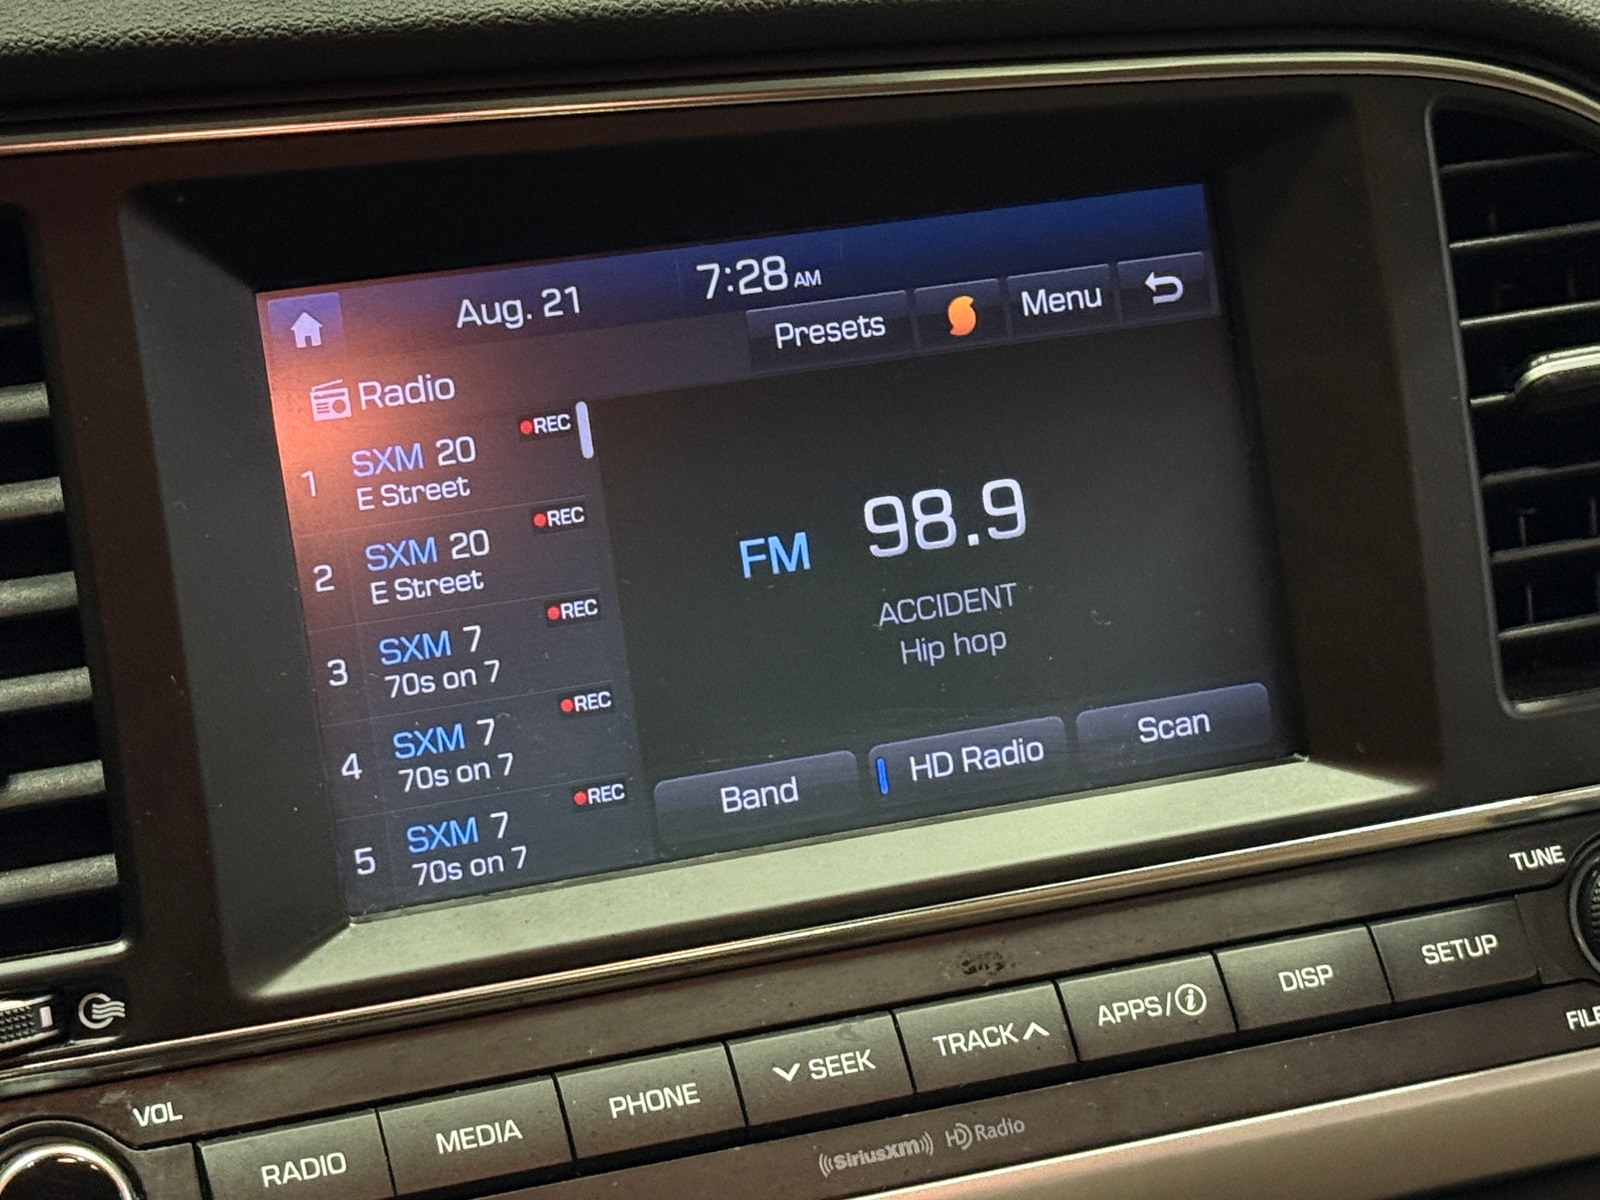 Aug. 21
7:28 AM
Presets
Menu
Radio
1
SXM 20
REC
E Street
2
SXM 20
REC
E Street
3
SXM 7
REC
70s on 7
4
SXM 7
REC
70s on 7
5
SXM 7
REC
70s on 7
FM 98.9
ACCIDENT
Hip hop
Band
HD Radio
Scan
TUNE
FILE
VOL
RADIO
MEDIA
PHONE
SEEK
TRACK
APPS/i
DISP
SETUP
((SiriusXM)) HD Radio